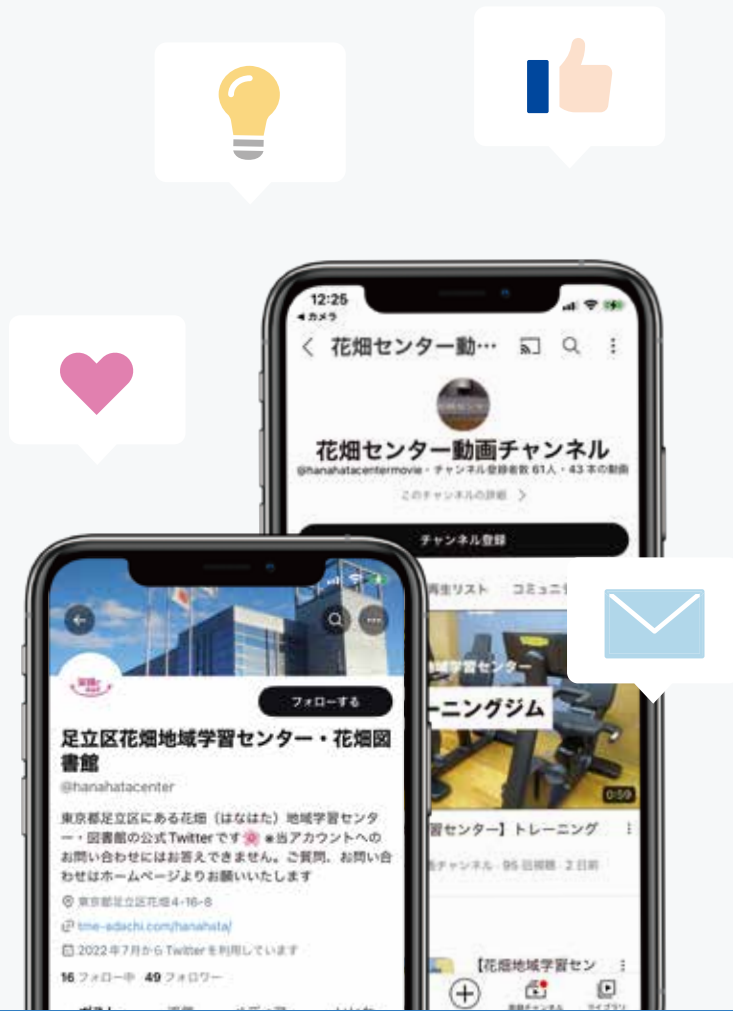 12:25
◀カメラ
花畑センター動…
花畑センター動画チャンネル
@hanahatacentermovie・チャンネル登録者数 61人・43 本の動画
このチャンネルの詳細
チャンネル登録
再生リスト コミュニテ
学習センター
ーニングジム
0:59
習センター】トレーニング
チャンネル・95 回視聴・2 日前
【花畑地域学習セン
登録チャンネル ライブラリ
フォローする
足立区花畑地域学習センター・花畑図
書館
@hanahatacenter
東京都足立区にある花畑（はなはた）地域学習センタ
ー・図書館の公式Twitterです🌸 ※当アカウントへの
お問い合わせにはお答えできません。ご質問、お問い合
わせはホームページよりお願いいたします
東京都足立区花畑4-16-8
tme-adachi.com/hanahata/
2022年7月からTwitterを利用しています
16 フォロー中 49 フォロワー